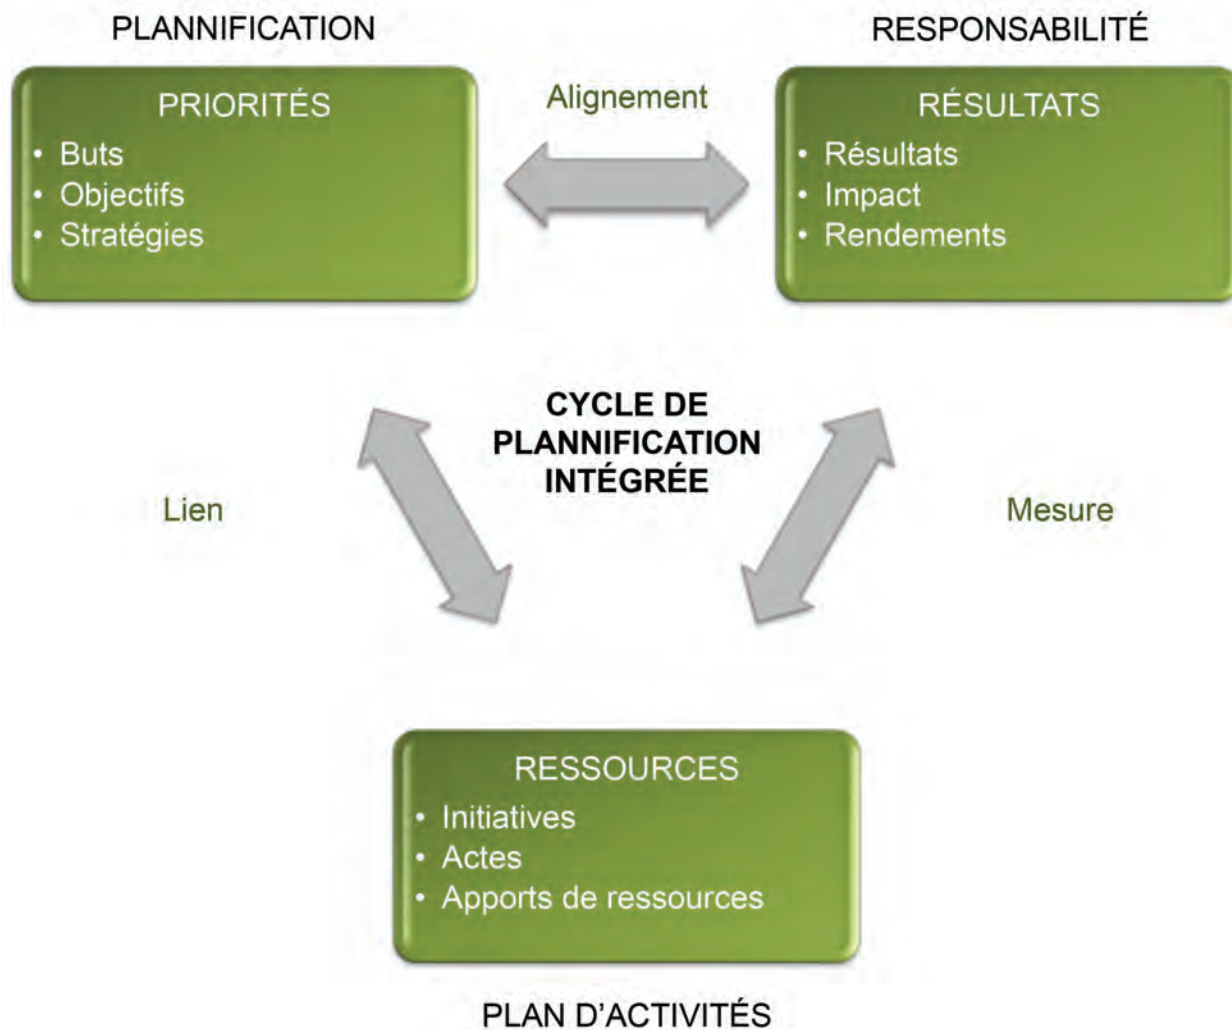 PLANNIFICATION
PRIORITÉS
• Buts
• Objectifs
• Stratégies
Alignement
RESPONSABILITÉ
RÉSULTATS
• Résultats
• Impact
• Rendements
CYCLE DE
PLANNIFICATION
INTÉGRÉE
Lien
Mesure
RESSOURCES
• Initiatives
• Actes
• Apports de ressources
PLAN D’ACTIVITÉS